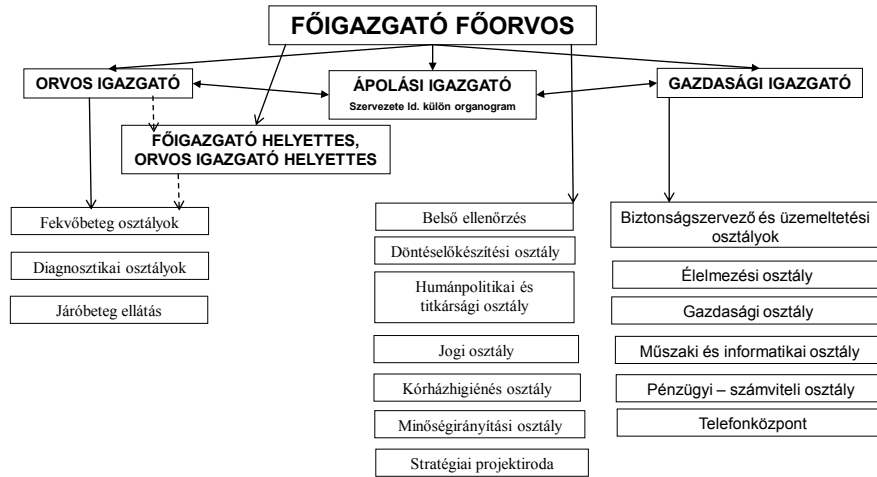 FŐIGAZGATÓ FŐORVOS
ORVOS IGAZGATÓ
ÁPOLÁSI IGAZGATÓ
Szervezete ld. külön organogram
GAZDASÁGI IGAZGATÓ
FŐIGAZGATÓ HELYETTES,
ORVOS IGAZGATÓ HELYETTES
Fekvőbeteg osztályok
Diagnosztikai osztályok
Járóbeteg ellátás
Belső ellenőrzés
Döntéselőkészítési osztály
Humánpolitikai és
titkársági osztály
Jogi osztály
Kórházhigiénés osztály
Minőségirányítási osztály
Stratégiai projektiroda
Biztonságszervező és üzemeltetési
osztályok
Élelmezési osztály
Gazdasági osztály
Műszaki és informatikai osztály
Pénzügyi – számviteli osztály
Telefonközpont